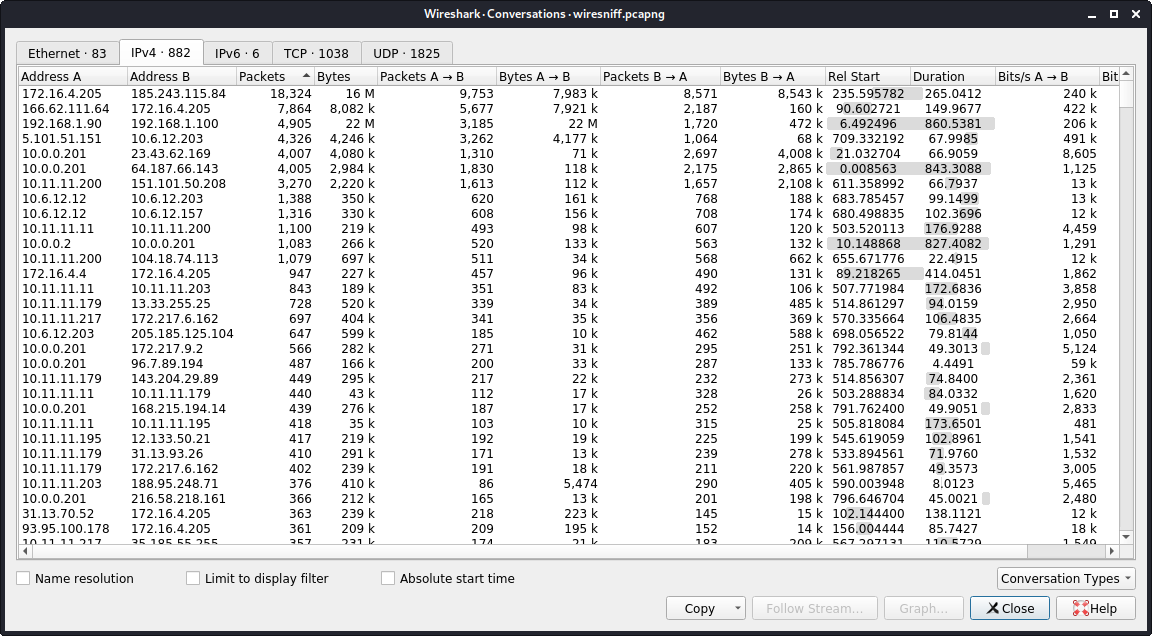 Wireshark · Conversations · wiresniff.pcapng
Ethernet · 83 IPv4 · 882 IPv6 · 6 TCP · 1038 UDP · 1825
Address A Address B Packets Bytes Packets A → B Bytes A → B Packets B → A Bytes B → A Rel Start Duration Bits/s A → B Bit
172.16.4.205 185.243.115.84 18,324 16 M 9,753 7,983 k 8,571 8,543 k 235.595782 265.0412 240 k
166.62.111.64 172.16.4.205 7,864 8,082 k 5,677 7,921 k 2,187 160 k 90.602721 149.9677 422 k
192.168.1.90 192.168.1.100 4,905 22 M 3,185 22 M 1,720 472 k 6.492496 860.5381 206 k
5.101.51.151 10.6.12.203 4,326 4,246 k 3,262 4,177 k 1,064 68 k 709.332192 67.9985 491 k
10.0.0.201 23.43.62.169 4,007 4,080 k 1,310 71 k 2,697 4,008 k 21.032704 66.9059 8,605
10.0.0.201 64.187.66.143 4,005 2,984 k 1,830 118 k 2,175 2,865 k 0.008563 843.3088 1,125
10.11.11.200 151.101.50.208 3,270 2,220 k 1,613 112 k 1,657 2,108 k 611.358992 66.7937 13 k
10.6.12.12 10.6.12.203 1,388 350 k 620 161 k 768 188 k 683.785457 99.1499 13 k
10.6.12.12 10.6.12.157 1,316 330 k 608 156 k 708 174 k 680.498835 102.3696 12 k
10.11.11.11 10.11.11.200 1,100 219 k 493 98 k 607 120 k 503.520113 176.9288 4,459
10.0.0.2 10.0.0.201 1,083 266 k 520 133 k 563 132 k 10.148868 827.4082 1,291
10.11.11.200 104.18.74.113 1,079 697 k 511 34 k 568 662 k 655.671776 22.4915 12 k
172.16.4.4 172.16.4.205 947 227 k 457 96 k 490 131 k 89.218265 414.0451 1,862
10.11.11.11 10.11.11.203 843 189 k 351 83 k 492 106 k 507.771984 172.6836 3,858
10.11.11.179 13.33.255.25 728 520 k 339 34 k 389 485 k 514.861297 94.0159 2,950
10.11.11.217 172.217.6.162 697 404 k 341 35 k 356 369 k 570.335664 106.4835 2,664
10.6.12.203 205.185.125.104 647 599 k 185 10 k 462 588 k 698.056522 79.8144 1,050
10.0.0.201 172.217.9.2 566 282 k 271 31 k 295 251 k 792.361344 49.3013 5,124
10.0.0.201 96.7.89.194 487 166 k 200 33 k 287 133 k 785.786776 4.4491 59 k
10.11.11.179 143.204.29.89 449 295 k 217 22 k 232 273 k 514.856307 74.8400 2,361
10.11.11.11 10.11.11.179 440 43 k 112 17 k 328 26 k 503.288834 84.0332 1,620
10.0.0.201 168.215.194.14 439 276 k 187 17 k 252 258 k 791.762400 49.9051 2,833
10.11.11.11 10.11.11.195 418 35 k 103 10 k 315 25 k 505.818084 173.6501 481
10.11.11.195 12.133.50.21 417 219 k 192 19 k 225 199 k 545.619059 102.8961 1,541
10.11.11.179 31.13.93.26 410 291 k 171 13 k 239 278 k 533.894561 71.9760 1,532
10.11.11.179 172.217.6.162 402 239 k 191 18 k 211 220 k 561.987857 49.3573 3,005
10.11.11.203 188.95.248.71 376 410 k 86 5,474 290 405 k 590.003948 8.0123 5,465
10.0.0.201 216.58.218.161 366 212 k 165 13 k 201 198 k 796.646704 45.0021 2,480
31.13.70.52 172.16.4.205 363 239 k 218 223 k 145 15 k 102.144400 138.1121 12 k
93.95.100.178 172.16.4.205 361 209 k 209 195 k 152 14 k 156.004444 85.7427 18 k
10.11.11.217 35.185.55.255 357 231 k 174 21 k 183 209 k 567.297131 110.5729 1,549
Name resolution Limit to display filter Absolute start time Conversation Types
Copy Follow Stream... Graph... Close Help